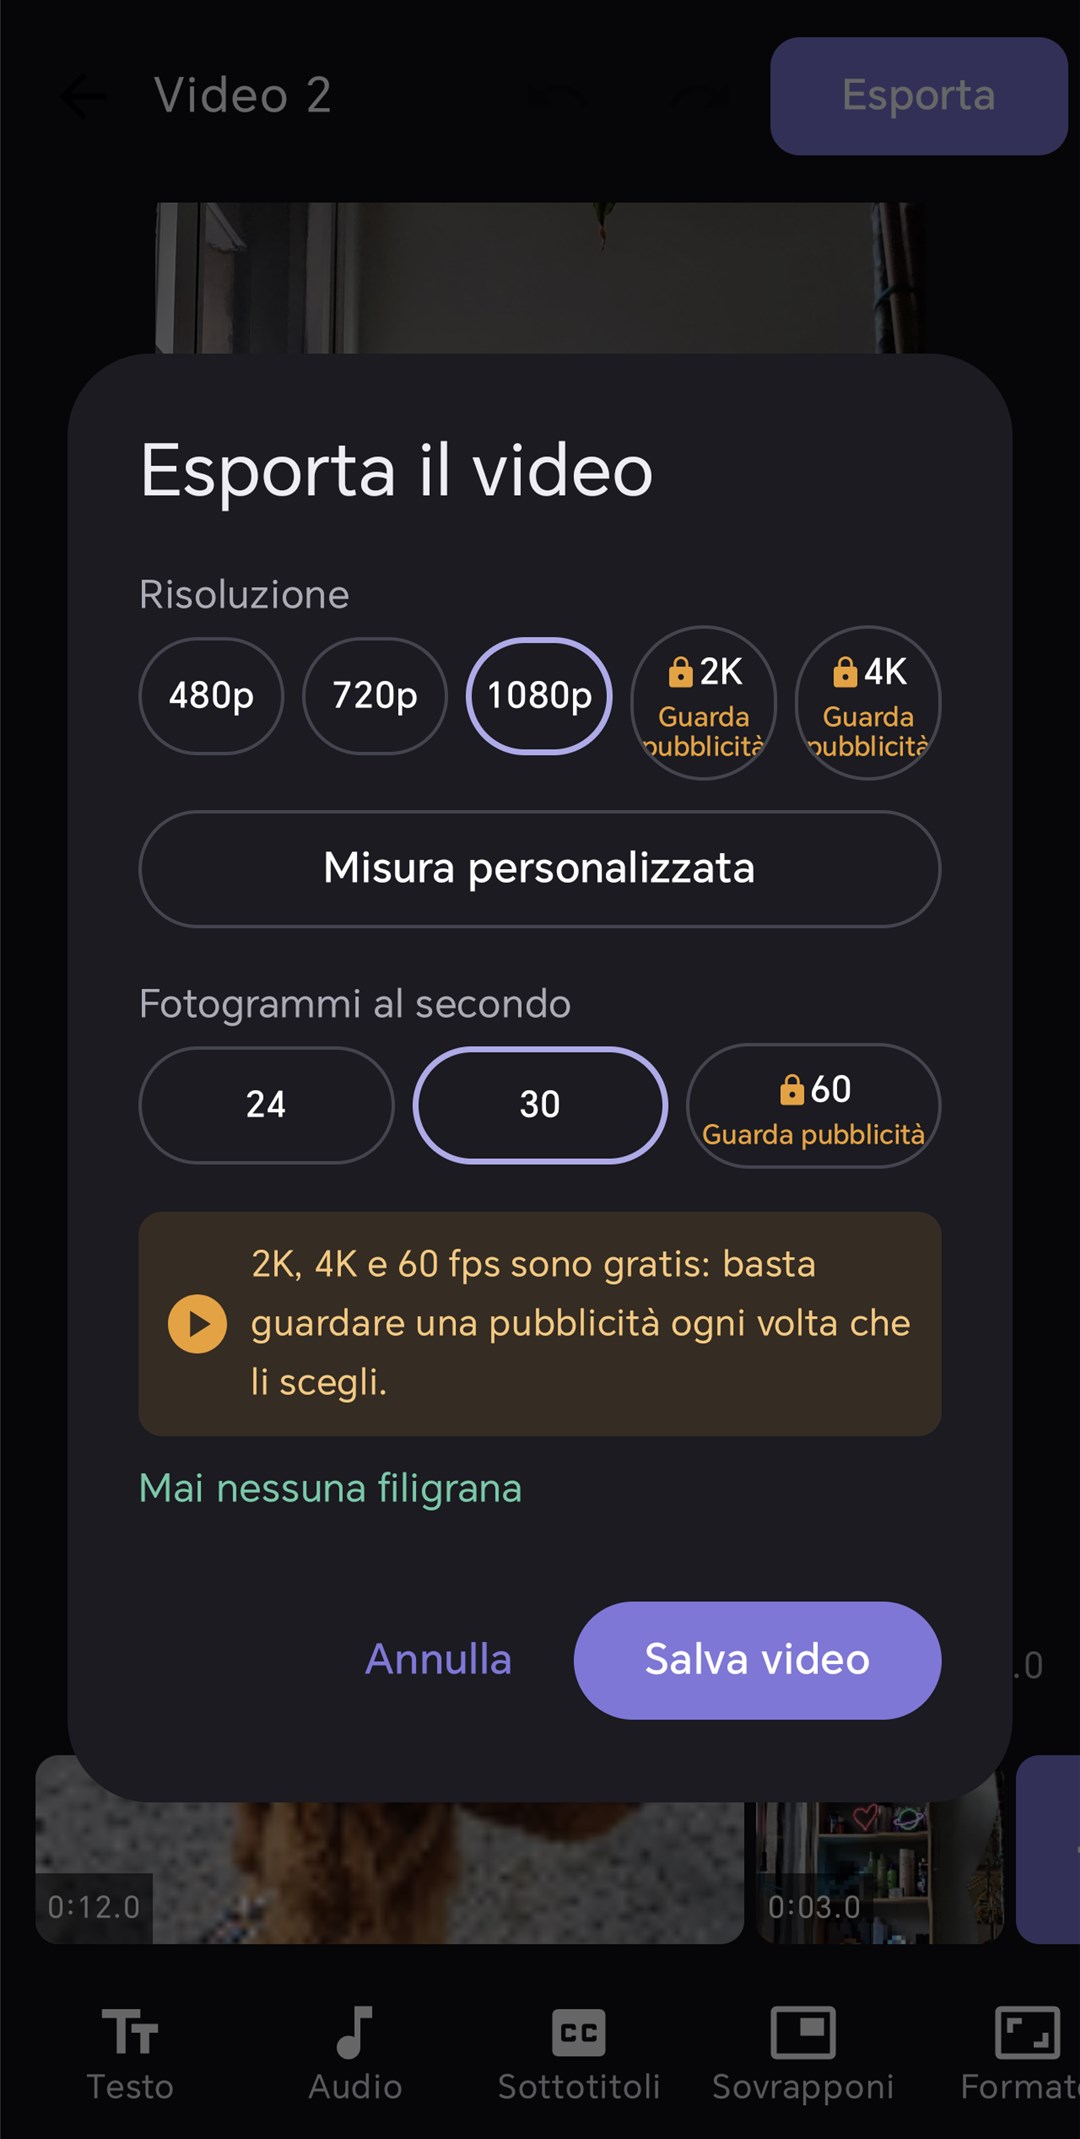 Video 2
Esporta
Esporta il video
Risoluzione
480p
720p
1080p
2K
Guarda
pubblicità
4K
Guarda
pubblicità
Misura personalizzata
Fotogrammi al secondo
24
30
60
Guarda pubblicità
2K, 4K e 60 fps sono gratis: basta
guardare una pubblicità ogni volta che
li scegli.
Mai nessuna filigrana
Annulla
Salva video
.0
0:12.0
0:03.0
Testo
Audio
CC
Sottotitoli
Sovrapponi
Formato